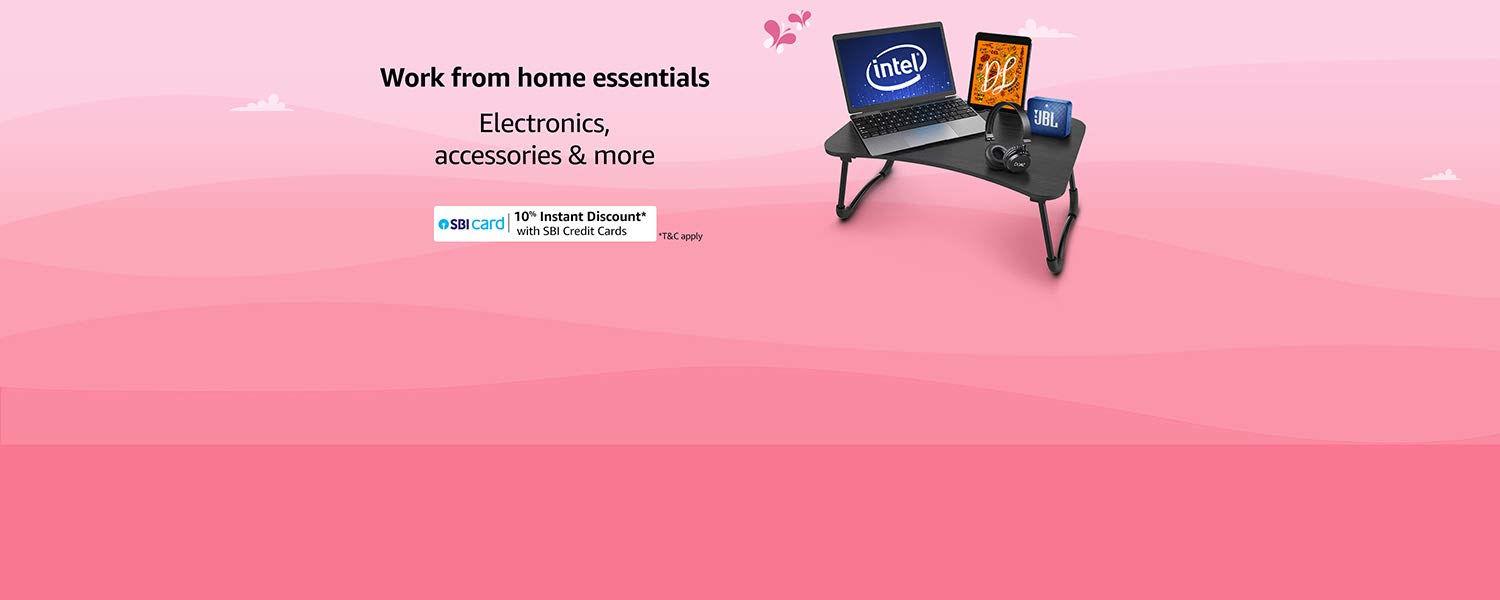 Work from home essentials
Electronics,
accessories & more
SBI card
10% Instant Discount*
with SBI Credit Cards
*T&C apply
intel
DL
JBL